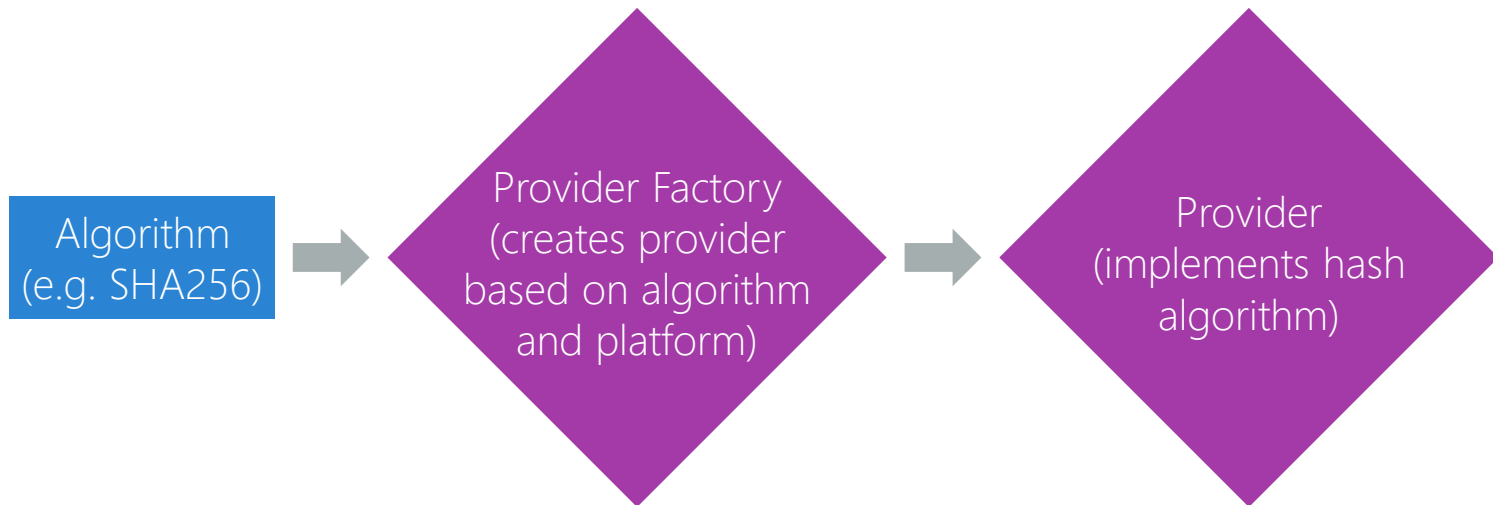 Algorithm
(e.g. SHA256)
Provider Factory
(creates provider
based on algorithm
and platform)
Provider
(implements hash
algorithm)